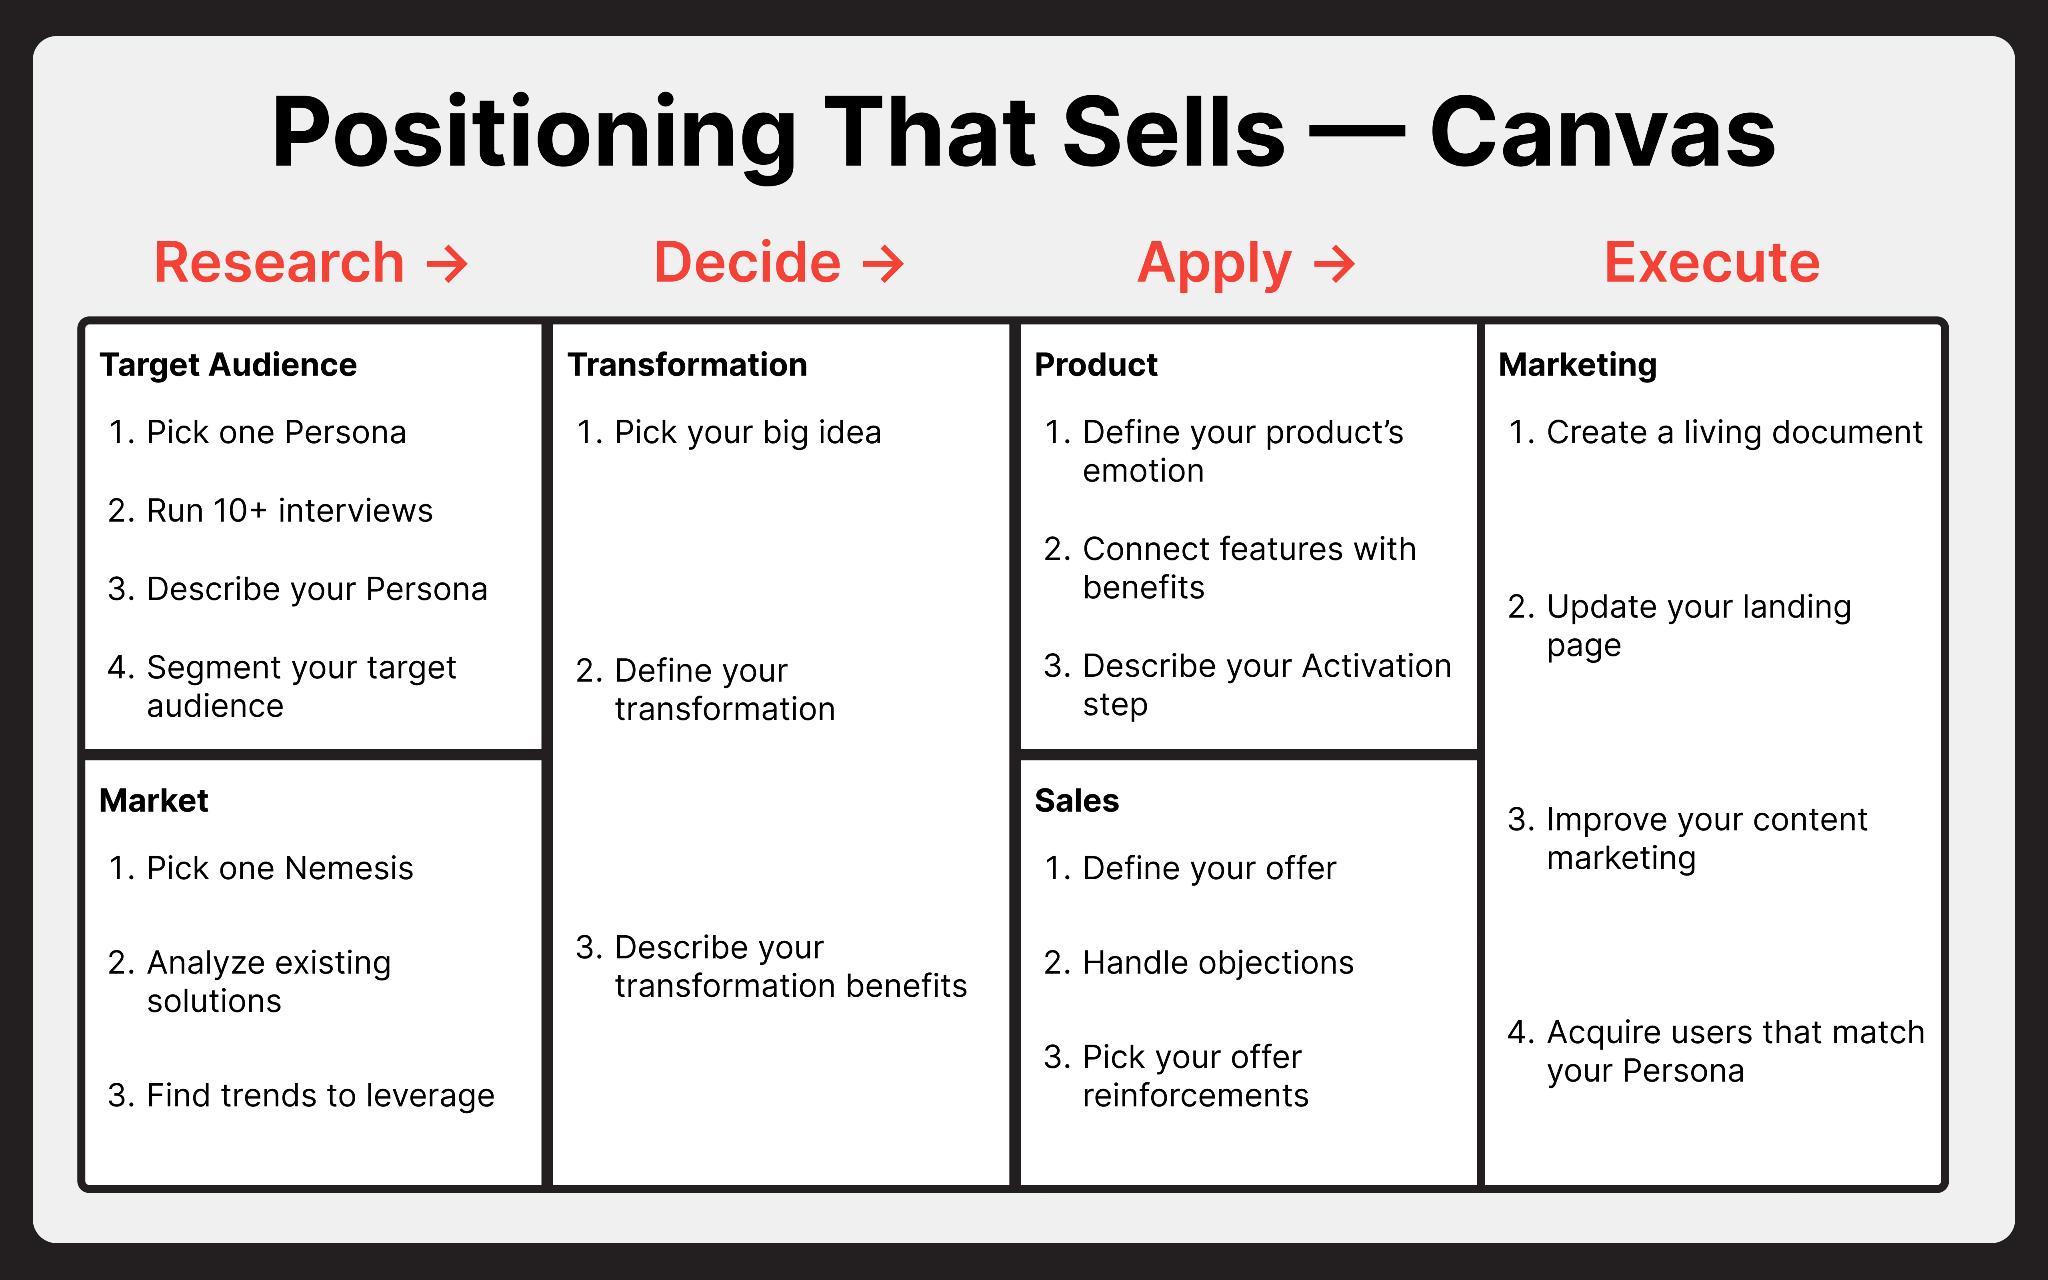 Positioning That Sells — Canvas
Research →
Decide →
Apply →
Execute
Target Audience
1. Pick one Persona
2. Run 10+ interviews
3. Describe your Persona
4. Segment your target
audience
Market
1. Pick one Nemesis
2. Analyze existing
solutions
3. Find trends to leverage
Transformation
1. Pick your big idea
2. Define your
transformation
3. Describe your
transformation benefits
Product
1. Define your product’s
emotion
2. Connect features with
benefits
3. Describe your Activation
step
Sales
1. Define your offer
2. Handle objections
3. Pick your offer
reinforcements
Marketing
1. Create a living document
2. Update your landing
page
3. Improve your content
marketing
4. Acquire users that match
your Persona